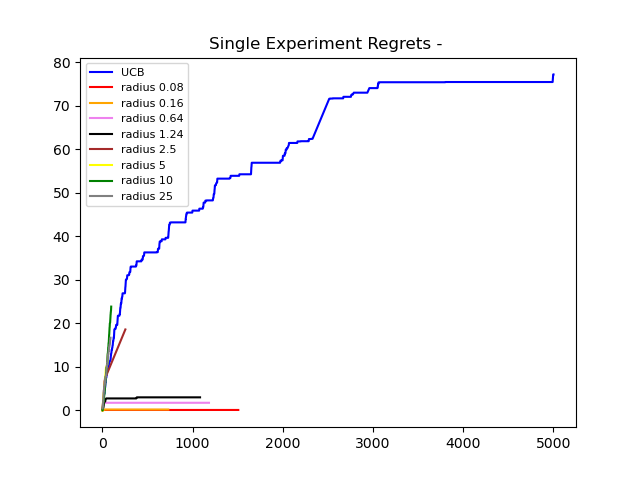 Single Experiment Regrets -
80
70
60
50
40
30
20
10
0
UCB
radius 0.08
radius 0.16
radius 0.64
radius 1.24
radius 2.5
radius 5
radius 10
radius 25
0 1000 2000 3000 4000 5000